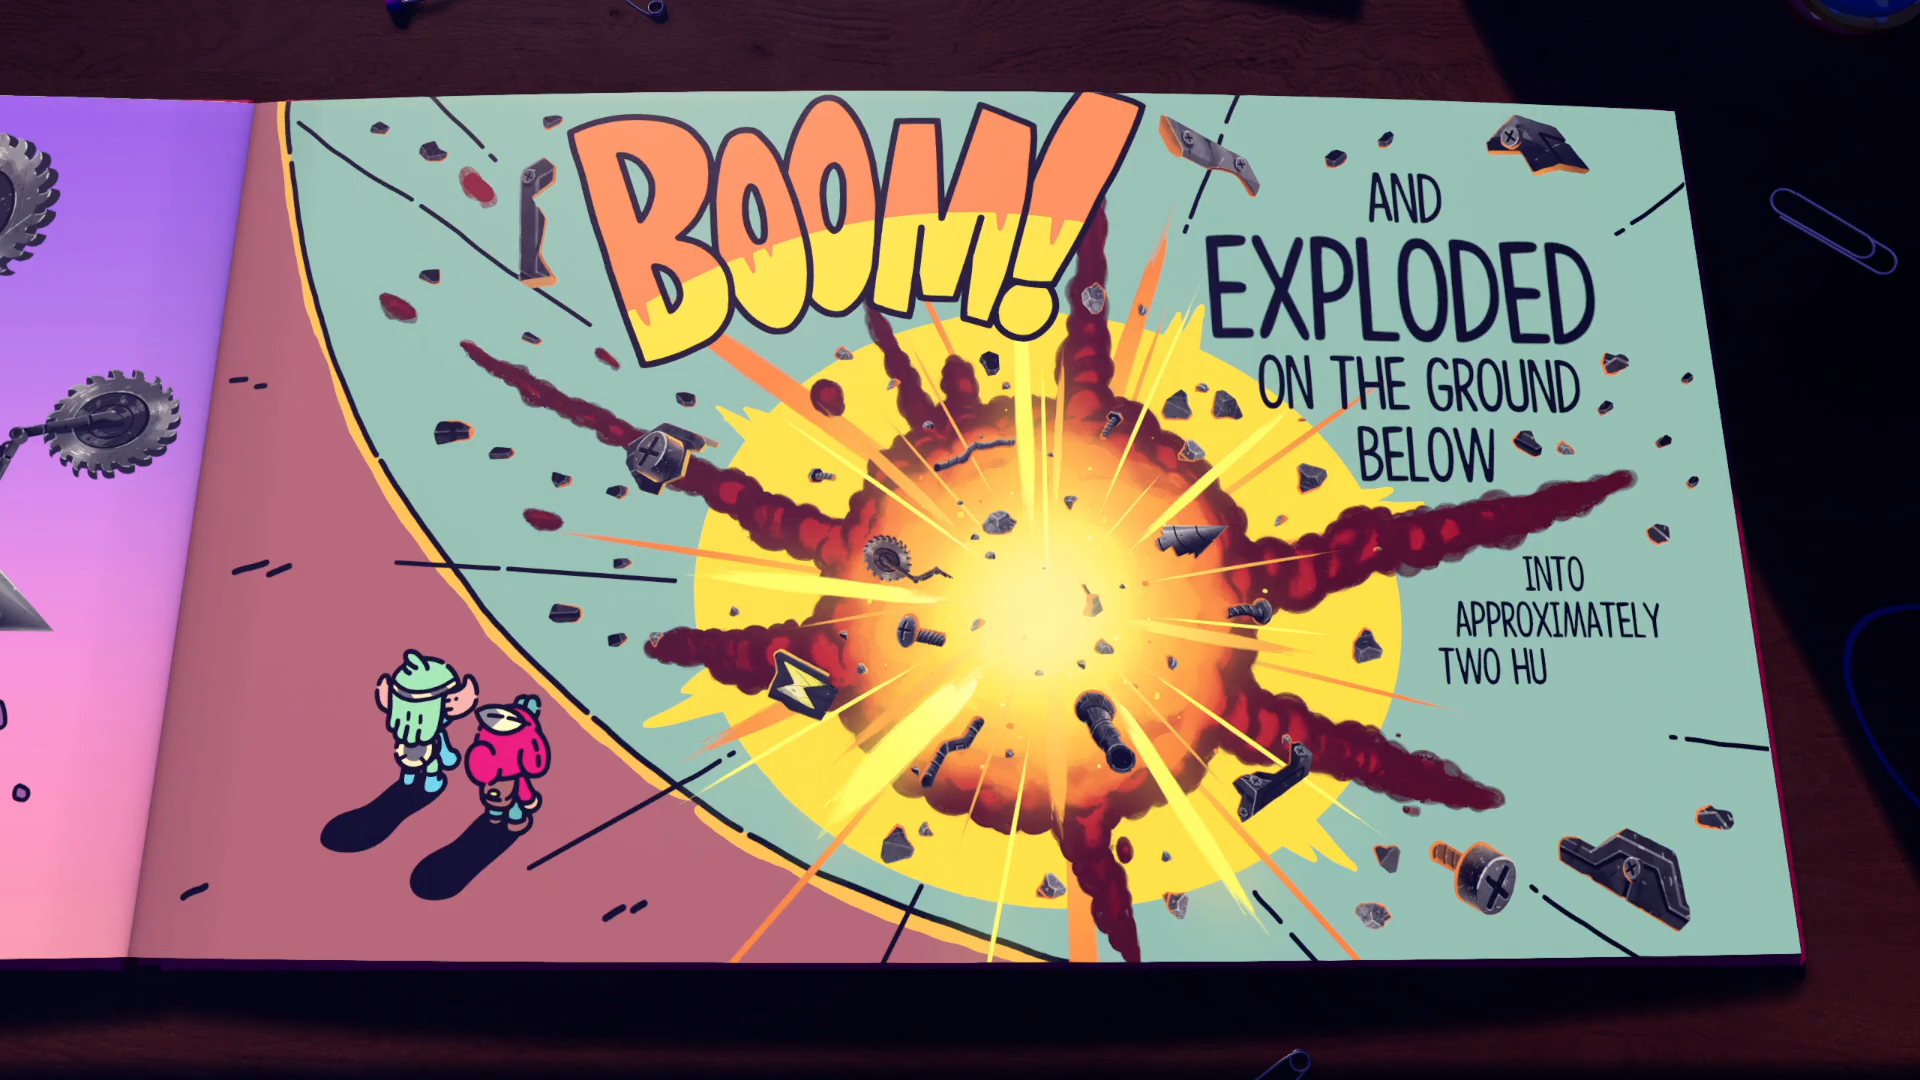 BOOM!
AND
EXPLODED
ON THE GROUND
BELOW
INTO
APPROXIMATELY
TWO HU